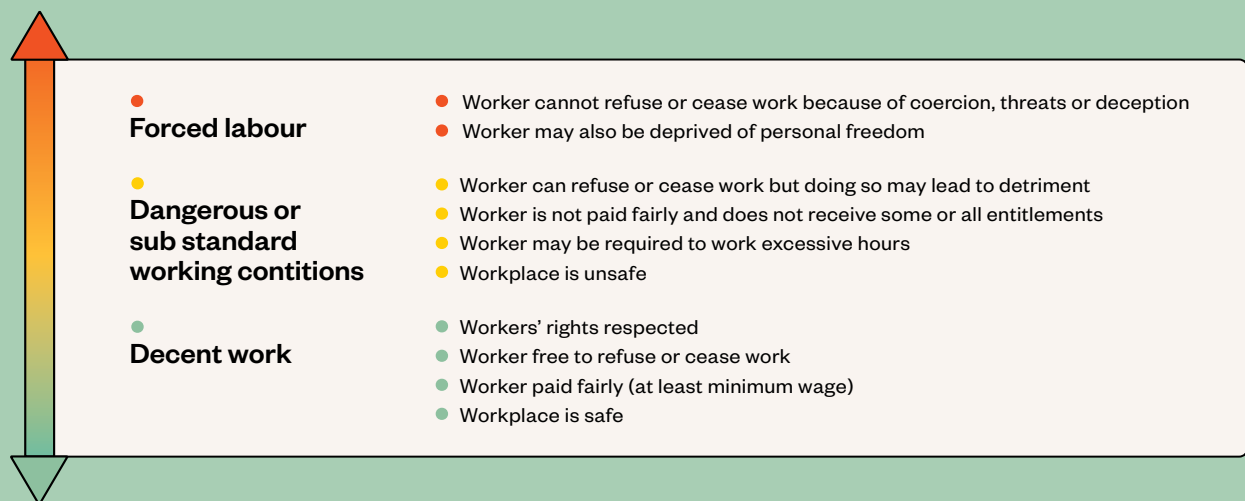 Forced labour
Worker cannot refuse or cease work because of coercion, threats or deception
Worker may also be deprived of personal freedom
Dangerous or
sub standard
working contitions
Worker can refuse or cease work but doing so may lead to detriment
Worker is not paid fairly and does not receive some or all entitlements
Worker may be required to work excessive hours
Workplace is unsafe
Decent work
Workers’ rights respected
Worker free to refuse or cease work
Worker paid fairly (at least minimum wage)
Workplace is safe